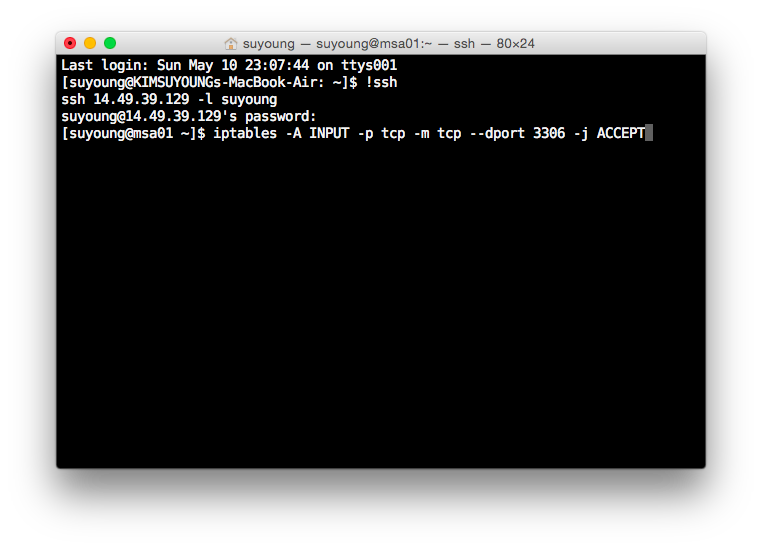 suyoung — suyoung@msa01:~ — ssh — 80×24
Last login: Sun May 10 23:07:44 on ttys001
[suyoung@KIMSUYOUNGs-MacBook-Air: ~]$ !ssh
ssh 14.49.39.129 -l suyoung
suyoung@14.49.39.129's password:
[suyoung@msa01 ~]$ iptables -A INPUT -p tcp -m tcp --dport 3306 -j ACCEPT